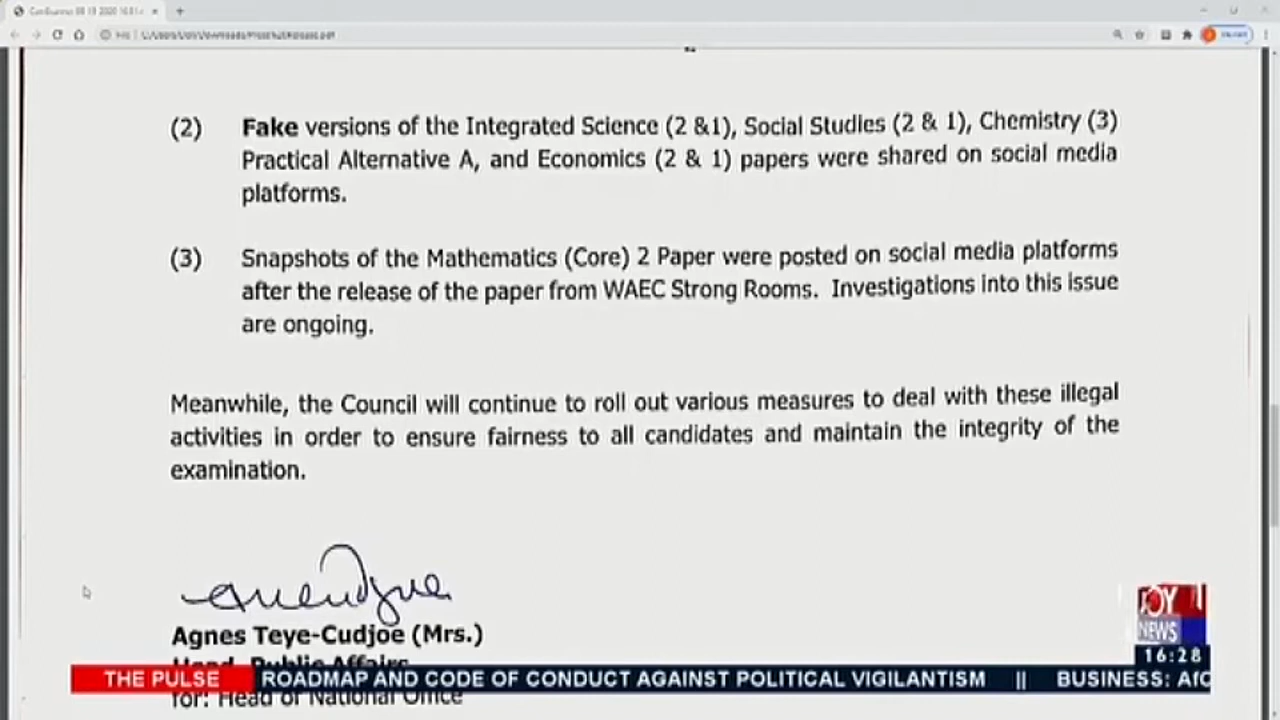 (2) Fake versions of the Integrated Science (2 &1), Social Studies (2 & 1), Chemistry (3)
Practical Alternative A, and Economics (2 & 1) papers were shared on social media
platforms.
(3) Snapshots of the Mathematics (Core) 2 Paper were posted on social media platforms
after the release of the paper from WAEC Strong Rooms. Investigations into this issue
are ongoing.
Meanwhile, the Council will continue to roll out various measures to deal with these illegal
activities in order to ensure fairness to all candidates and maintain the integrity of the
examination.
Agnes Teye-Cudjoe (Mrs.)
Head, Public Affairs
for: Head of National Office
JOY
NEWS
16:28
THE PULSE ROADMAP AND CODE OF CONDUCT AGAINST POLITICAL VIGILANTISM || BUSINESS: AfC